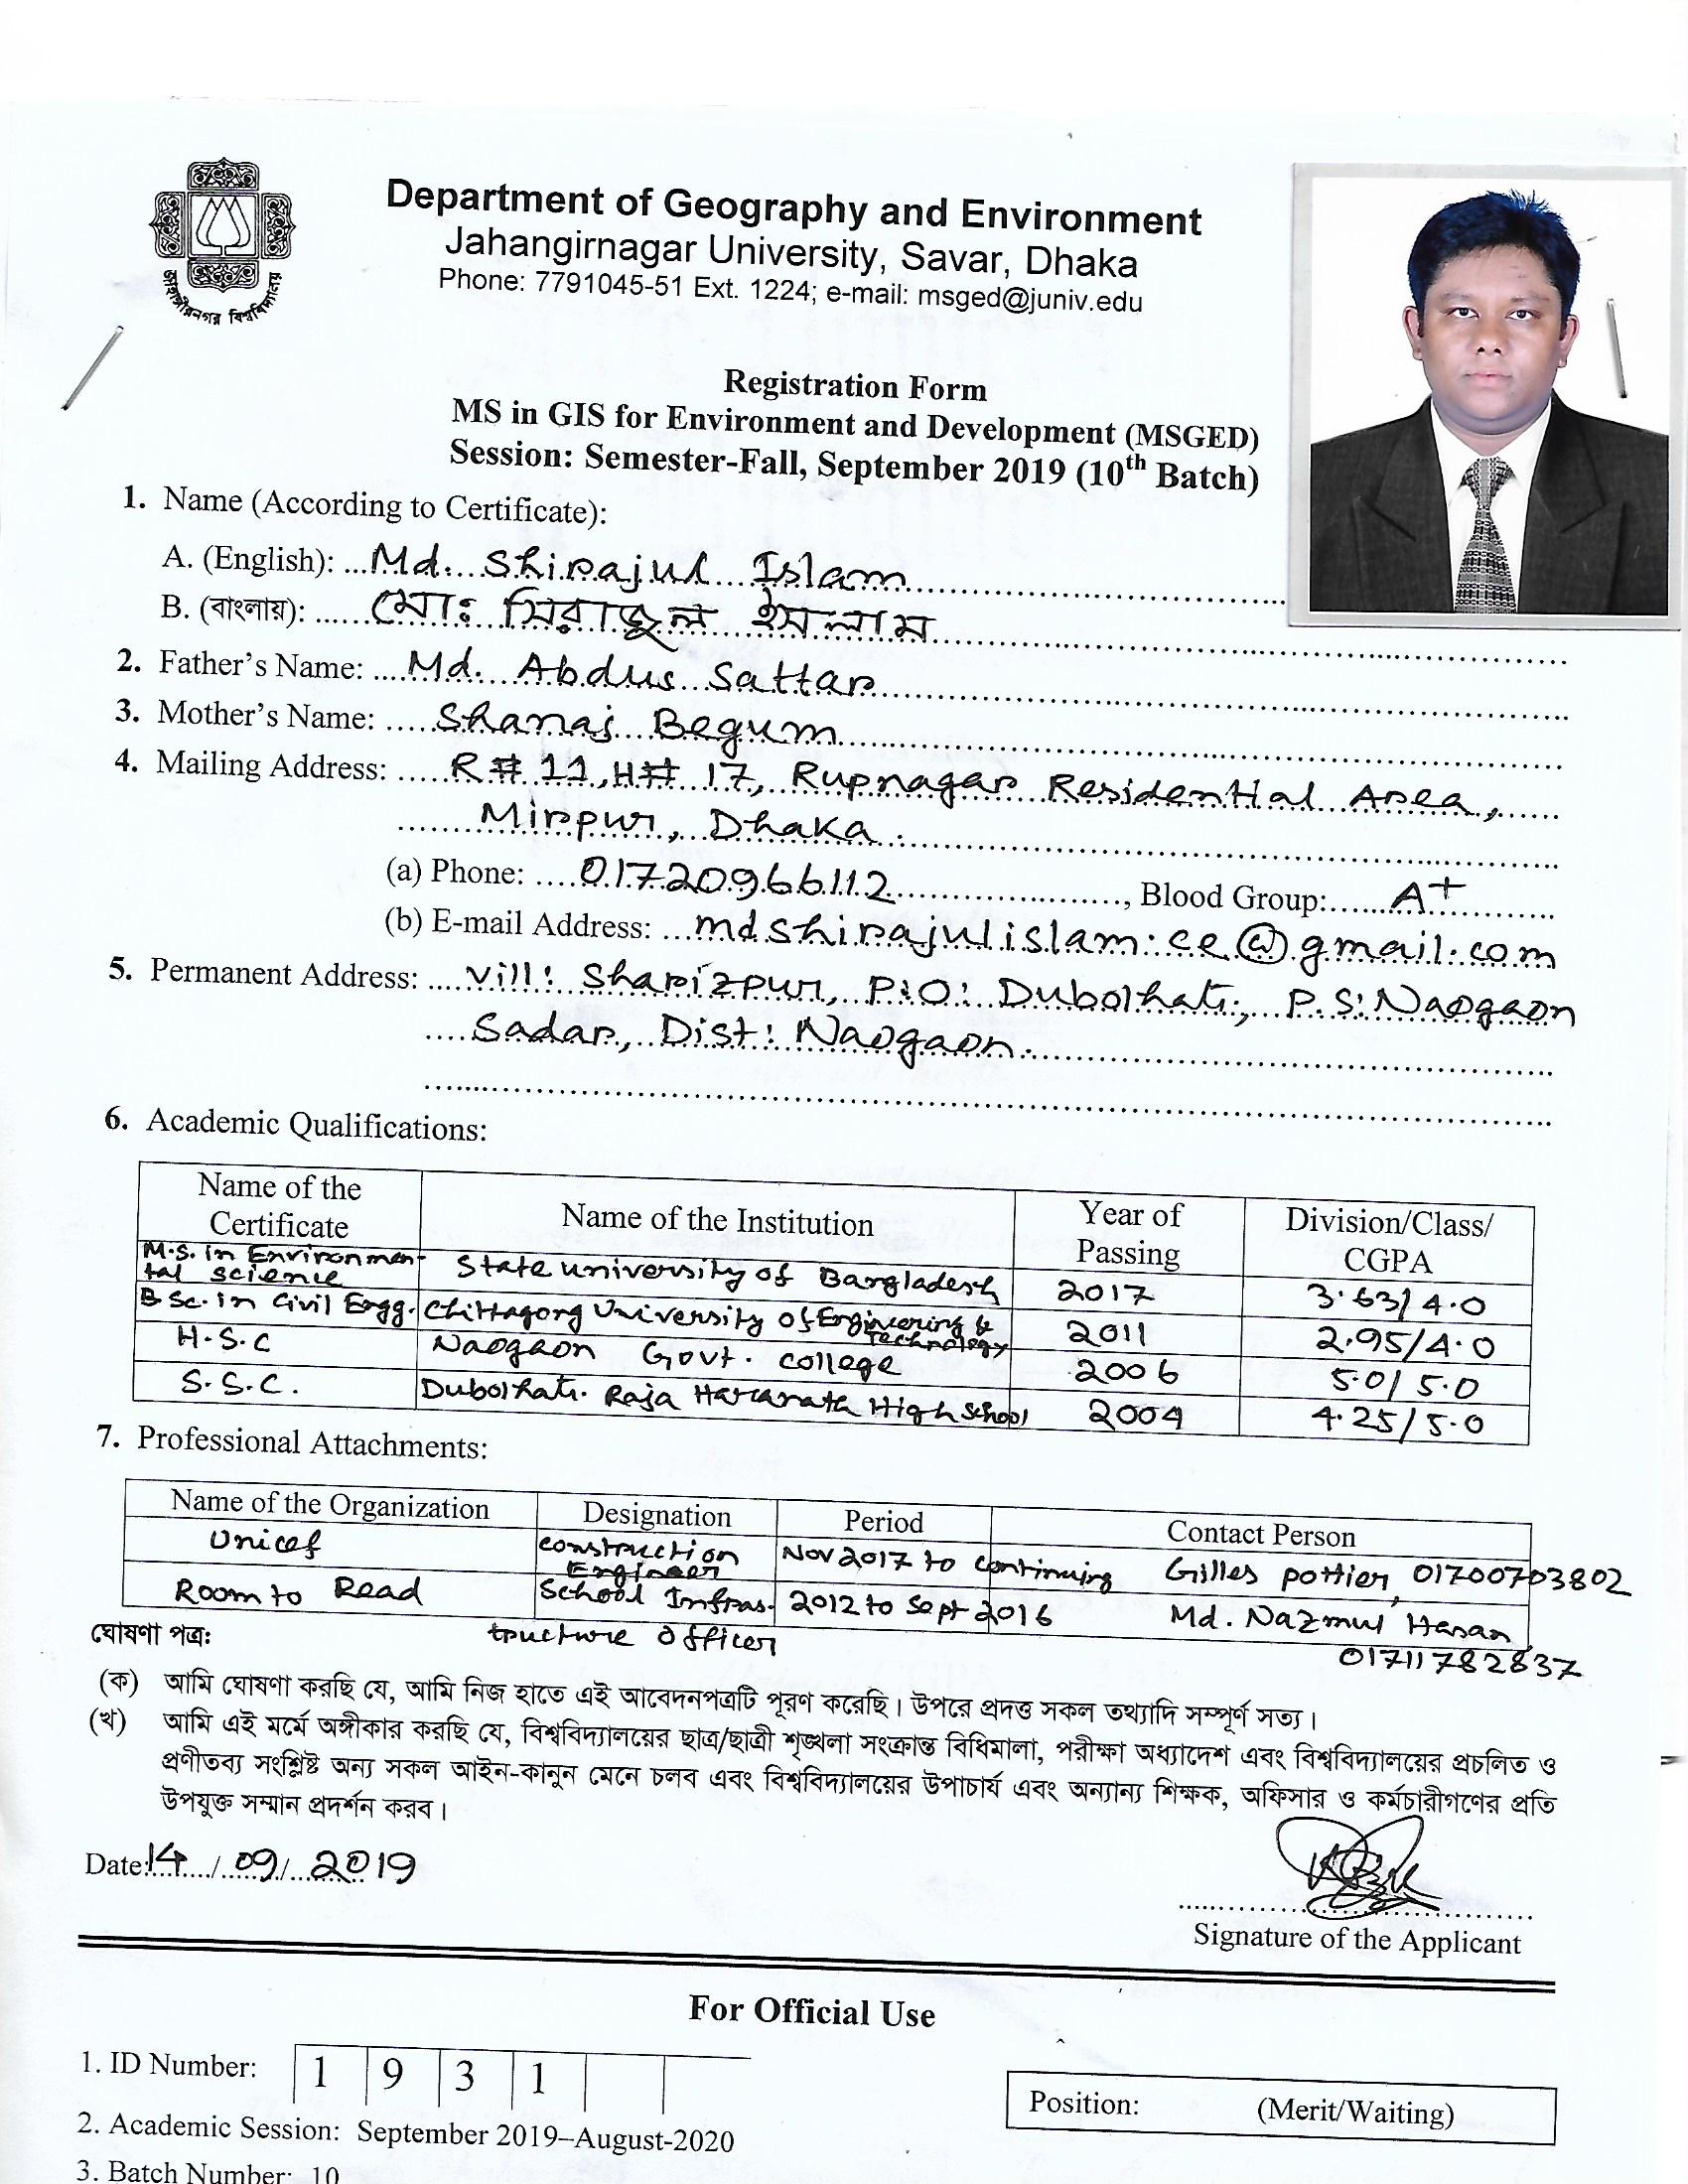 Department of Geography and Environment
Jahangirnagar University, Savar, Dhaka
Phone: 7791045-51 Ext. 1224; e-mail: msged@juniv.edu
জাহাঙ্গীরনগর বিশ্ববিদ্যালয়
Registration Form
MS in GIS for Environment and Development (MSGED)
Session: Semester-Fall, September 2019 (10th Batch)
1. Name (According to Certificate):
A. (English): Md. Shirajul Islam
B. (বাংলায়): মোঃ সিরাজুল ইসলাম
2. Father's Name: Md. Abdus Sattar
3. Mother's Name: Shanaj Begum
4. Mailing Address: R# 11, H# 17, Rupnagar Residential Area,
Mirpur, Dhaka.
(a) Phone: 01720966112, Blood Group: A+
(b) E-mail Address: mdshirajulislam.ce@gmail.com
5. Permanent Address: Vill: Sharizpur, P.O: Dubolhati, P.S: Naogaon
Sadar, Dist: Naogaon.
6. Academic Qualifications:
Name of the Certificate Name of the Institution Year of Passing Division/Class/CGPA
M.S. in Environmental science State university of Bangladesh 2017 3.63/4.0
B Sc. in Civil Engg. Chittagong University of Engineering & Technology 2011 2.95/4.0
H.S.C Naogaon Govt. college 2006 5.0/5.0
S.S.C. Dubolhati Raja Haranath High school 2004 4.25/5.0
7. Professional Attachments:
Name of the Organization Designation Period Contact Person
Unicef construction Engineer Nov 2017 to continuing Gilles pottier, 01700703802
Room to Read School Infrastructure Officer 2012 to Sept 2016 Md. Nazmul Hasan 01711782837
ঘোষণা পত্র:
(ক) আমি ঘোষণা করছি যে, আমি নিজ হাতে এই আবেদনপত্রটি পূরণ করেছি। উপরে প্রদত্ত সকল তথ্যাদি সম্পূর্ণ সত্য।
(খ) আমি এই মর্মে অঙ্গীকার করছি যে, বিশ্ববিদ্যালয়ের ছাত্র/ছাত্রী শৃঙ্খলা সংক্রান্ত বিধিমালা, পরীক্ষা অধ্যাদেশ এবং বিশ্ববিদ্যালয়ের প্রচলিত ও
প্রণীতব্য সংশ্লিষ্ট অন্য সকল আইন-কানুন মেনে চলব এবং বিশ্ববিদ্যালয়ের উপাচার্য এবং অন্যান্য শিক্ষক, অফিসার ও কর্মচারীগণের প্রতি
উপযুক্ত সম্মান প্রদর্শন করব।
Date: 14/09/2019
Signature of the Applicant
For Official Use
1. ID Number: 1 9 3 1
Position: (Merit/Waiting)
2. Academic Session: September 2019–August-2020
3. Batch Number: 10